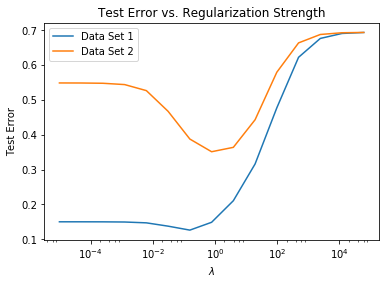 Test Error vs. Regularization Strength
Data Set 1
Data Set 2
Test Error
0.7
0.6
0.5
0.4
0.3
0.2
0.1
10⁻⁴ 10⁻² 10⁰ 10² 10⁴
λ